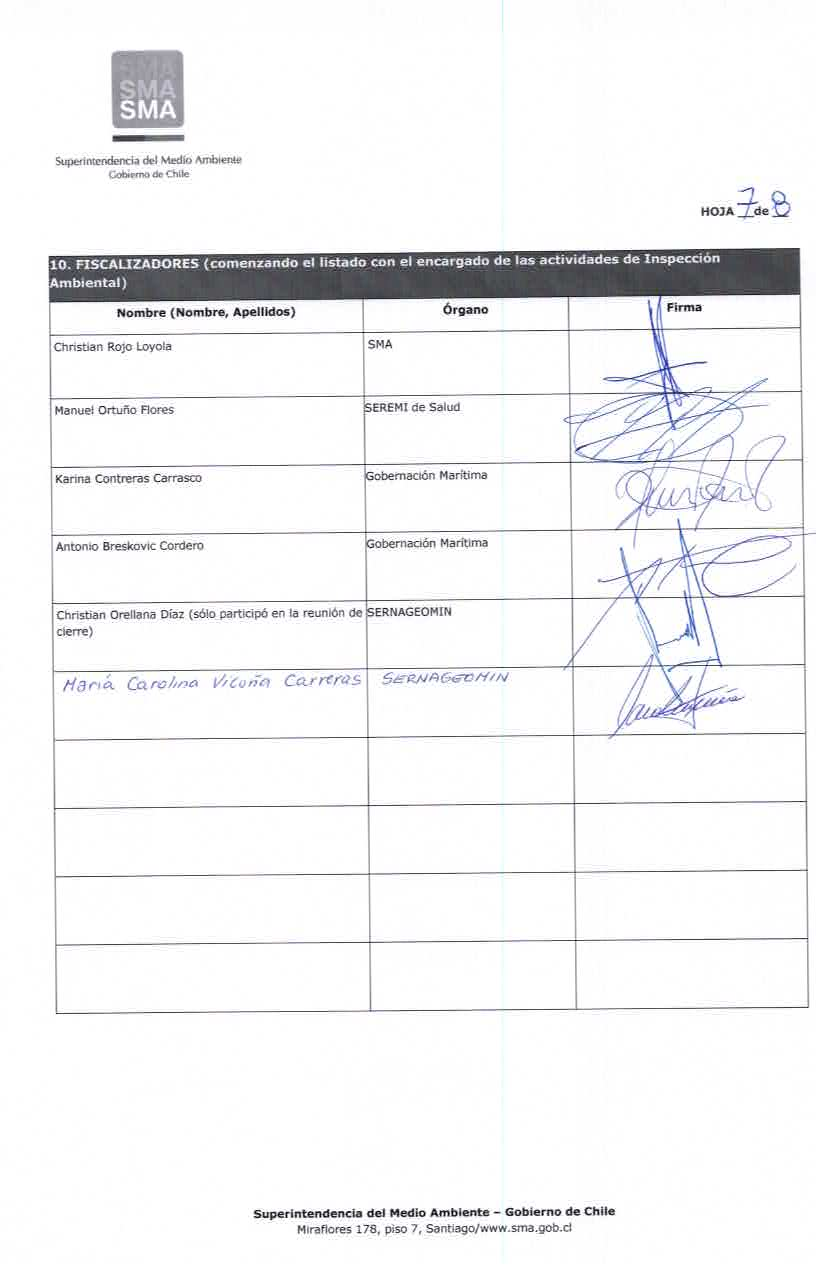 SMA
SMA
SMA
Superintendencia del Medio Ambiente
Gobierno de Chile
HOJA 7 de 8
10. FISCALIZADORES (comenzando el listado con el encargado de las actividades de Inspección
Ambiental)
Nombre (Nombre, Apellidos) Órgano Firma
Christian Rojo Loyola SMA
Manuel Ortuño Flores SEREMI de Salud
Karina Contreras Carrasco Gobernación Marítima
Antonio Breskovic Cordero Gobernación Marítima
Christian Orellana Díaz (sólo participó en la reunión de SERNAGEOMIN
cierre)
María Carolina Vicuña Carreras SERNAGEOMIN
Superintendencia del Medio Ambiente – Gobierno de Chile
Miraflores 178, piso 7, Santiago/www.sma.gob.cl